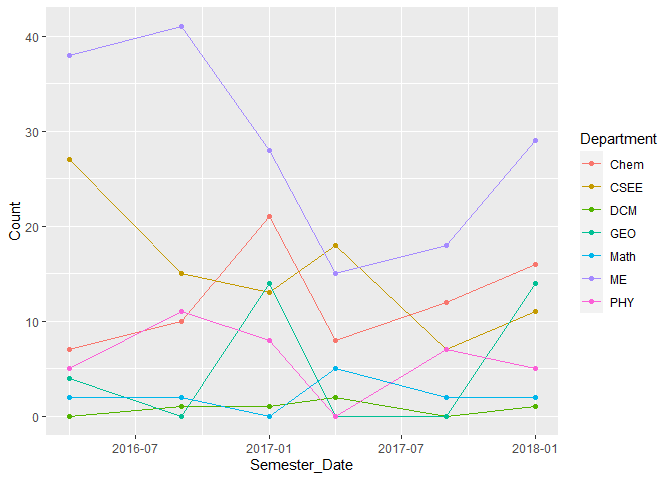 40
30
20
10
0
Count
2016-07
2017-01
2017-07
2018-01
Semester_Date
Department
Chem
CSEE
DCM
GEO
Math
ME
PHY